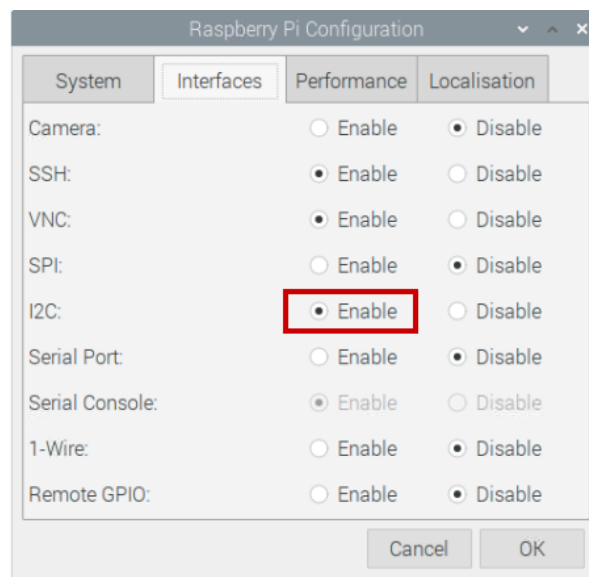 Raspberry Pi Configuration
System Interfaces Performance Localisation
Camera: Enable Disable
SSH: Enable Disable
VNC: Enable Disable
SPI: Enable Disable
I2C: Enable Disable
Serial Port: Enable Disable
Serial Console: Enable Disable
1-Wire: Enable Disable
Remote GPIO: Enable Disable
Cancel OK